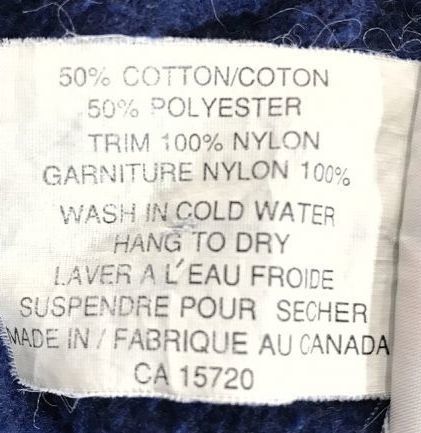 50% COTTON/COTON
50% POLYESTER
TRIM 100% NYLON
GARNITURE NYLON 100%
WASH IN COLD WATER
HANG TO DRY
LAVER A L'EAU FROIDE
SUSPENDRE POUR SECHER
MADE IN / FABRIQUE AU CANADA
CA 15720